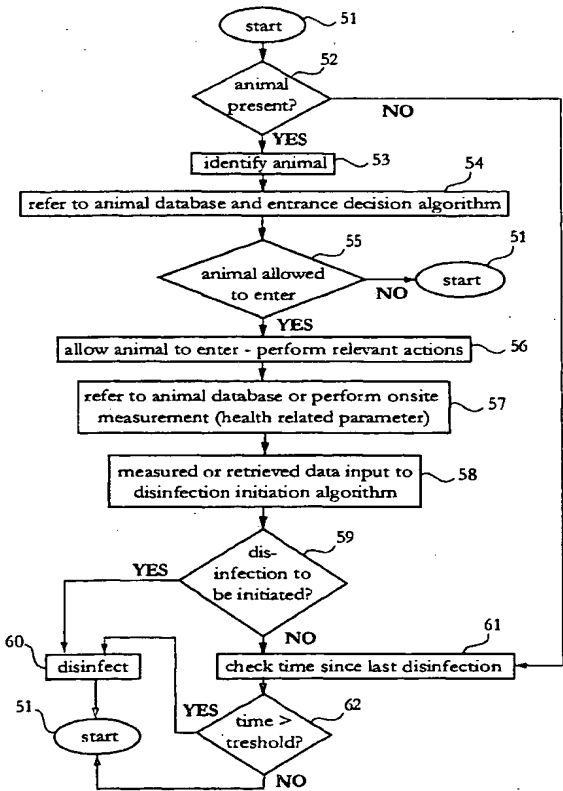 start
51
52
animal
present?
NO
YES
identify animal
53
54
refer to animal database and entrance decision algorithm
55
51
animal allowed
to enter
start
NO
YES
allow animal to enter - perform relevant actions
56
refer to animal database or perform onsite
measurement (health related parameter)
57
measured or retrieved data input to
disinfection initiation algorithm
58
59
dis-
infection to
be initiated?
YES
NO
61
60
disinfect
check time since last disinfection
51
start
YES
62
time >
treshold?
NO